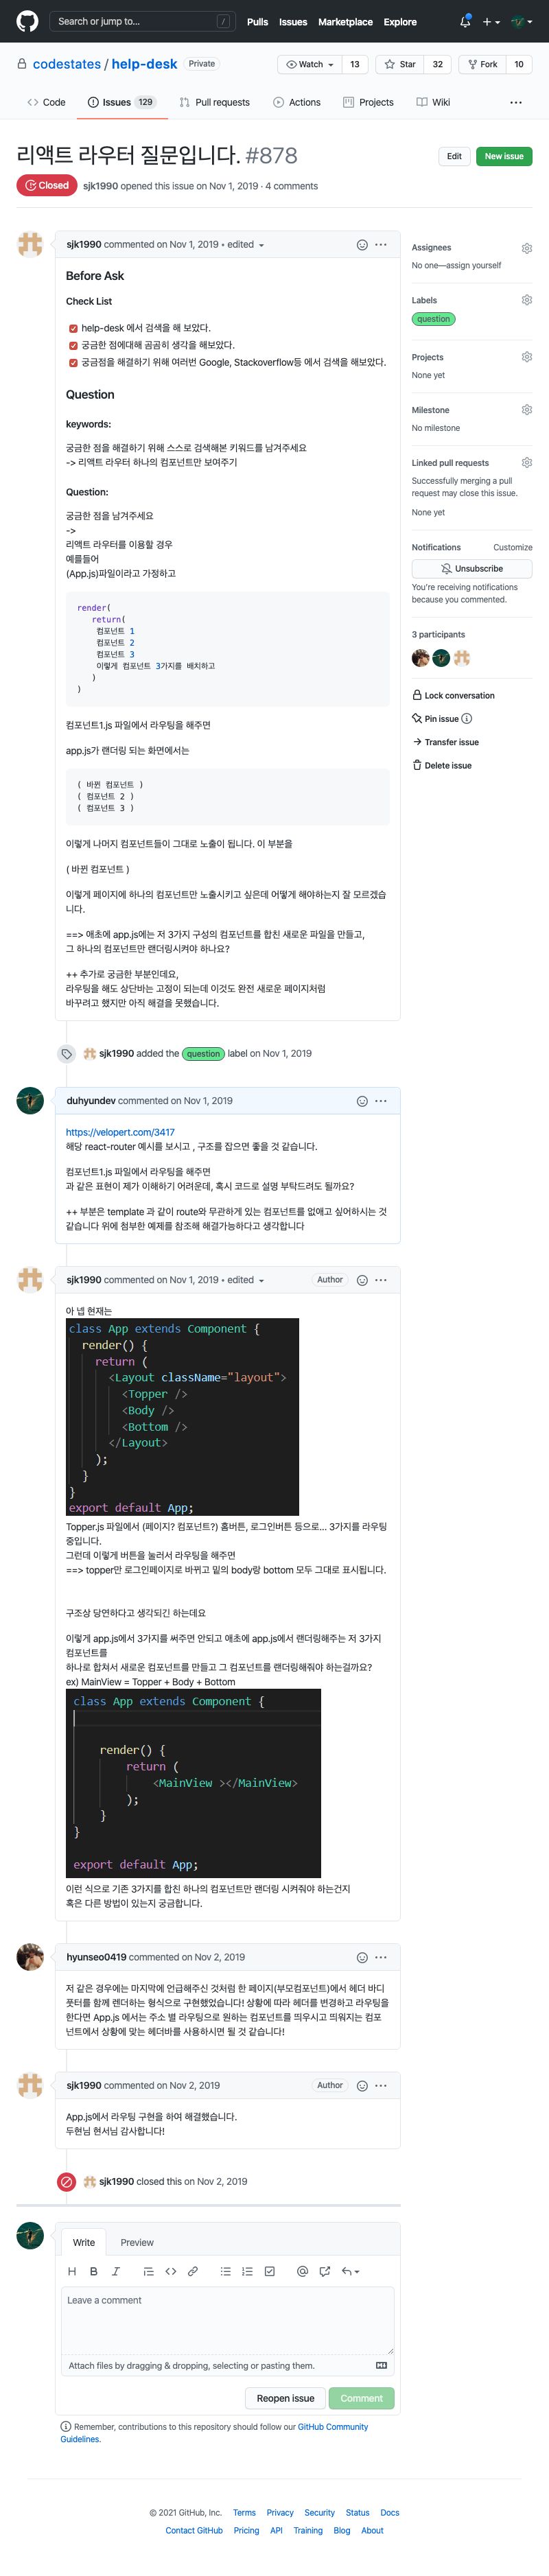 Search or jump to...
/
Pulls Issues Marketplace Explore
codestates / help-desk Private
Watch 13 Star 32 Fork 10
Code Issues 129 Pull requests Actions Projects Wiki
리액트 라우터 질문입니다. #878
Edit New issue
Closed sjk1990 opened this issue on Nov 1, 2019 · 4 comments
sjk1990 commented on Nov 1, 2019 • edited
Before Ask
Check List
help-desk 에서 검색을 해 보았다.
궁금한 점에대해 곰곰히 생각을 해보았다.
궁금점을 해결하기 위해 여러번 Google, Stackoverflow등 에서 검색을 해보았다.
Question
keywords:
궁금한 점을 해결하기 위해 스스로 검색해본 키워드를 남겨주세요
-> 리액트 라우터 하나의 컴포넌트만 보여주기
Question:
궁금한 점을 남겨주세요
->
리액트 라우터를 이용할 경우
예를들어
(App.js)파일이라고 가정하고
render(
return(
컴포넌트 1
컴포넌트 2
컴포넌트 3
이렇게 컴포넌트 3가지를 배치하고
)
)
컴포넌트1.js 파일에서 라우팅을 해주면
app.js가 랜더링 되는 화면에서는
( 바뀐 컴포넌트 )
( 컴포넌트 2 )
( 컴포넌트 3 )
이렇게 나머지 컴포넌트들이 그대로 노출이 됩니다. 이 부분을
( 바뀐 컴포넌트 )
이렇게 페이지에 하나의 컴포넌트만 노출시키고 싶은데 어떻게 해야하는지 잘 모르겠습
니다.
==> 애초에 app.js에는 저 3가지 구성의 컴포넌트를 합친 새로운 파일을 만들고,
그 하나의 컴포넌트만 랜더링시켜야 하나요?
++ 추가로 궁금한 부분인데요,
라우팅을 해도 상단바는 고정이 되는데 이것도 완전 새로운 페이지처럼
바꾸려고 했지만 아직 해결을 못했습니다.
Assignees
No one—assign yourself
Labels
question
Projects
None yet
Milestone
No milestone
Linked pull requests
Successfully merging a pull
request may close this issue.
None yet
Notifications Customize
Unsubscribe
You're receiving notifications
because you commented.
3 participants
Lock conversation
Pin issue
Transfer issue
Delete issue
sjk1990 added the question label on Nov 1, 2019
duhyundev commented on Nov 1, 2019
https://velopert.com/3417
해당 react-router 예시를 보시고 , 구조를 잡으면 좋을 것 같습니다.
컴포넌트1.js 파일에서 라우팅을 해주면
과 같은 표현이 제가 이해하기 어려운데, 혹시 코드로 설명 부탁드려도 될까요?
++ 부분은 template 과 같이 route와 무관하게 있는 컴포넌트를 없애고 싶어하시는 것
같습니다 위에 첨부한 예제를 참조해 해결가능하다고 생각합니다
sjk1990 commented on Nov 1, 2019 • edited Author
아 넵 현재는
class App extends Component {
render() {
return (
<Layout className="layout">
<Topper />
<Body />
<Bottom />
</Layout>
);
}
}
export default App;
Topper.js 파일에서 (페이지? 컴포넌트?) 홈버튼, 로그인버튼 등으로... 3가지를 라우팅
중입니다.
그런데 이렇게 버튼을 눌러서 라우팅을 해주면
==> topper만 로그인페이지로 바뀌고 밑의 body랑 bottom 모두 그대로 표시됩니다.
구조상 당연하다고 생각되긴 하는데요
이렇게 app.js에서 3가지를 써주면 안되고 애초에 app.js에서 랜더링해주는 저 3가지
컴포넌트를
하나로 합쳐서 새로운 컴포넌트를 만들고 그 컴포넌트를 랜더링해줘야 하는걸까요?
ex) MainView = Topper + Body + Bottom
class App extends Component {
render() {
return (
<MainView ></MainView>
);
}
}
export default App;
이런 식으로 기존 3가지를 합친 하나의 컴포넌트만 랜더링 시켜줘야 하는건지
혹은 다른 방법이 있는지 궁금합니다.
hyunseo0419 commented on Nov 2, 2019
저 같은 경우에는 마지막에 언급해주신 것처럼 한 페이지(부모컴포넌트)에서 헤더 바디
풋터를 함께 렌더하는 형식으로 구현했었습니다! 상황에 따라 헤더를 변경하고 라우팅을
한다면 App.js 에서는 주소 별 라우팅으로 원하는 컴포넌트를 띄우시고 띄워지는 컴포
넌트에서 상황에 맞는 헤더바를 사용하시면 될 것 같습니다!
sjk1990 commented on Nov 2, 2019 Author
App.js에서 라우팅 구현을 하여 해결했습니다.
두현님 현서님 감사합니다!
sjk1990 closed this on Nov 2, 2019
Write Preview
Leave a comment
Attach files by dragging & dropping, selecting or pasting them.
Reopen issue Comment
Remember, contributions to this repository should follow our GitHub Community
Guidelines.
© 2021 GitHub, Inc. Terms Privacy Security Status Docs
Contact GitHub Pricing API Training Blog About